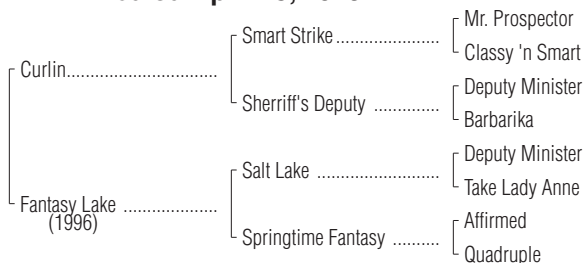 Mr. Prospector
Smart Strike
Classy 'n Smart
Curlin
Deputy Minister
Sherriff's Deputy
Barbarika
Deputy Minister
Salt Lake
Take Lady Anne
Fantasy Lake
(1996)
Affirmed
Springtime Fantasy
Quadruple